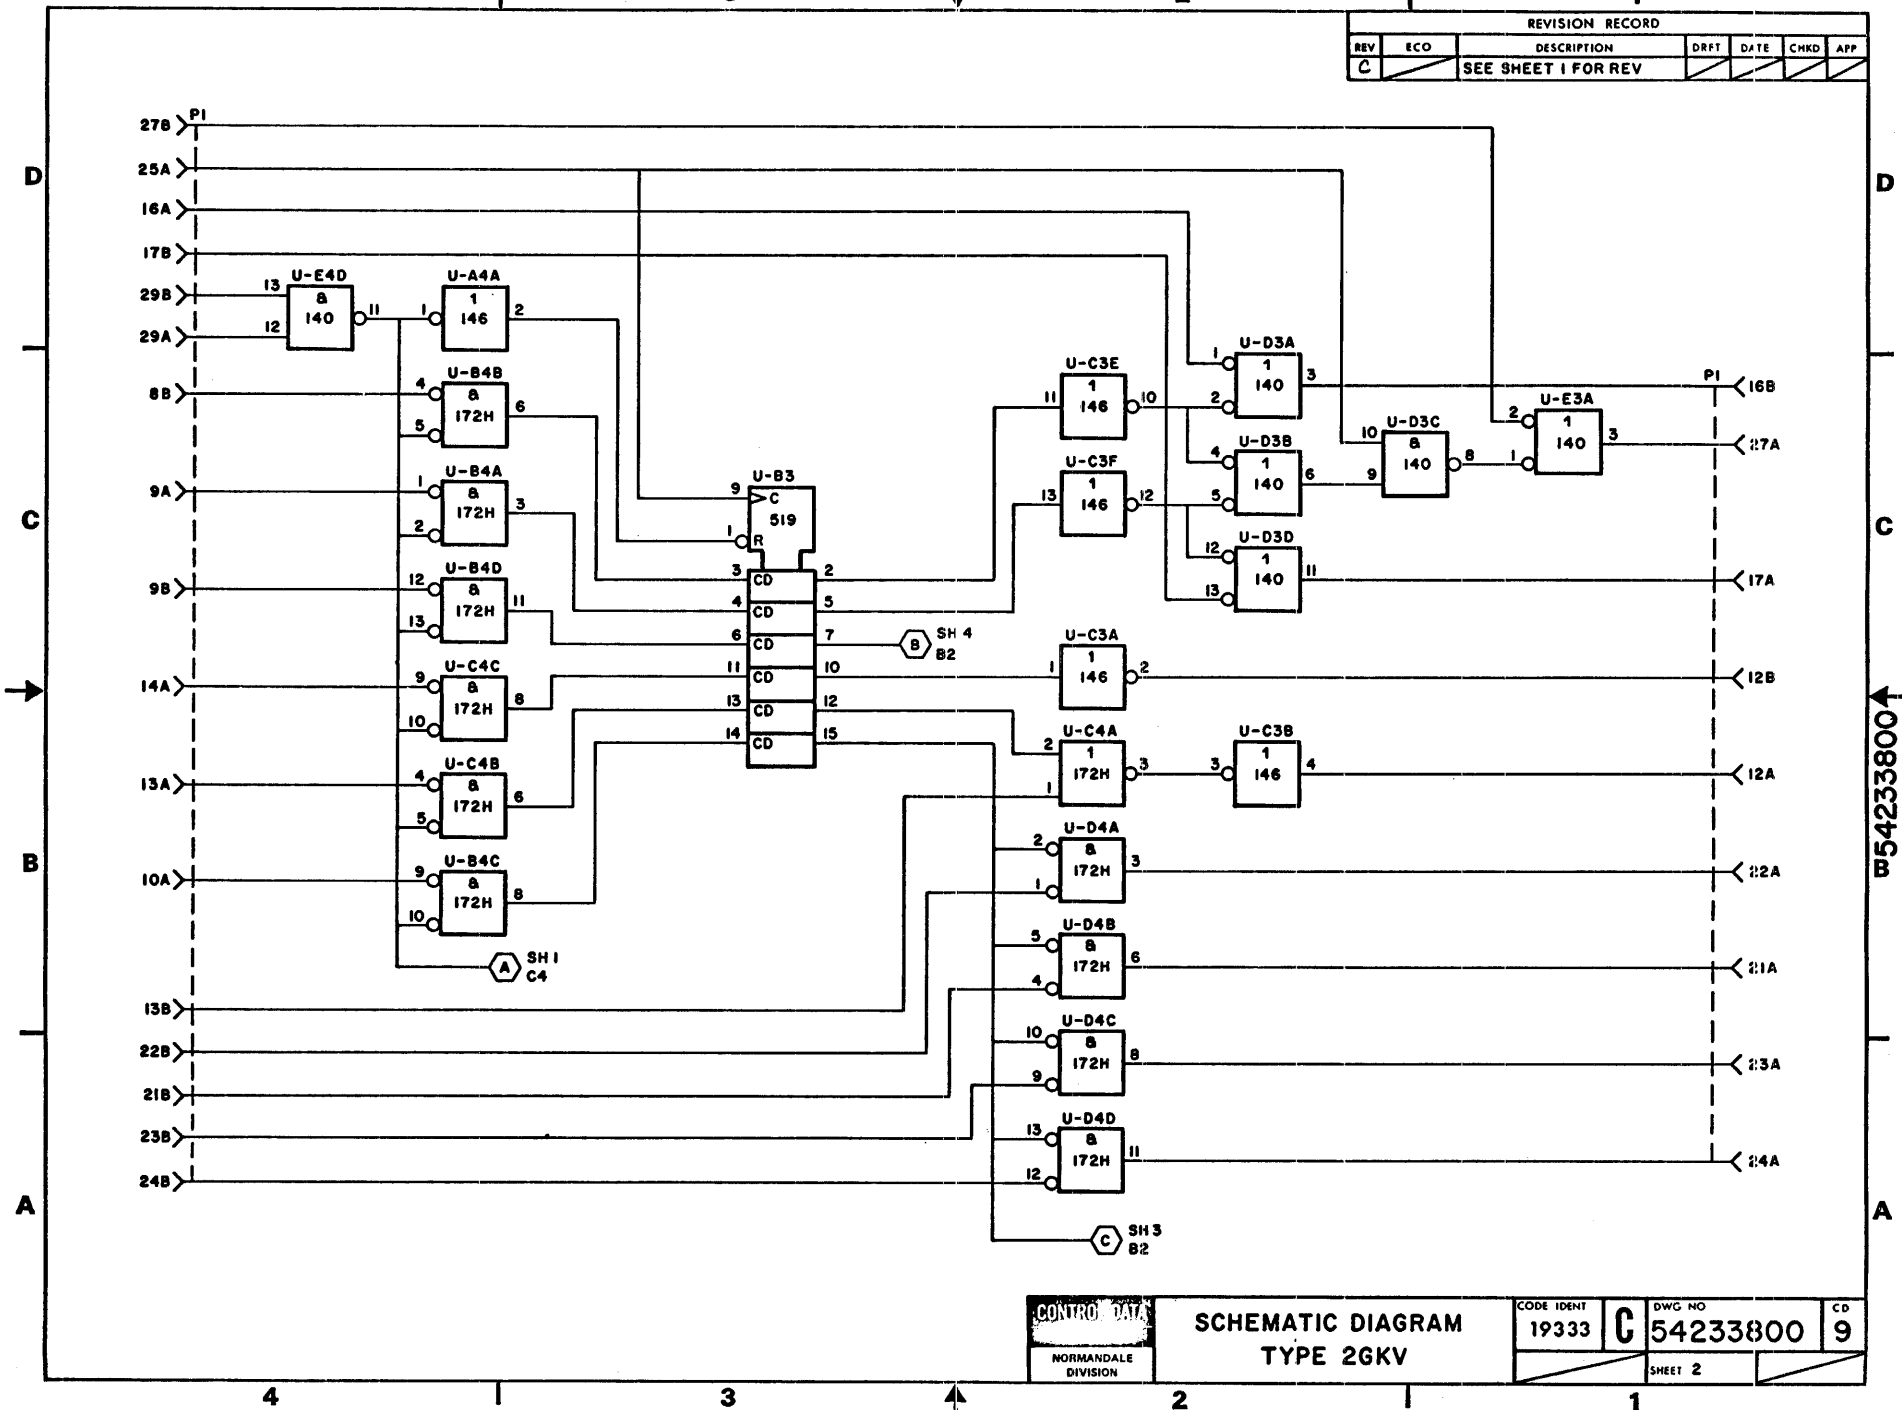 REVISION RECORD
REV ECO DESCRIPTION DRFT DATE CHKD APP
C SEE SHEET 1 FOR REV
27B P1
25A
D D
16A
17B
U-E4D U-A4A
29B 13 & 140 11 1 1 146 2
29A 12
U-D3A
1 2 1 140 3
P1 16B
U-B4B
8B 4 5 & 172H 6
U-C3E
11 1 146 10
U-E3A
2 1 1 140 3 27A
U-D3C
10 9 & 140 8
U-D3B
4 5 1 140 6
U-B4A
9A 1 2 & 172H 3
U-C3F
13 1 146 12
U-B3
9 C
519
1 R
C C
U-D3D
12 13 1 140 11 17A
U-B4D
9B 12 13 & 172H 11
3 CD 2
4 CD 5
6 CD 7 B SH 4
B2
11 CD 10
13 CD 12
14 CD 15
U-C3A
1 1 146 2 12B
U-C4C
14A 9 10 & 172H 8
U-C4A
2 1 1 172H 3
U-C3B
3 1 146 4 12A
U-C4B
13A 4 5 & 172H 6
U-D4A
2 1 & 172H 3 22A
B B
54233800
U-B4C
10A 9 10 & 172H 8
U-D4B
5 4 & 172H 6 21A
A SH 1
C4
13B
U-D4C
10 9 & 172H 8 23A
22B
21B
23B
U-D4D
13 12 & 172H 11 24A
24B
A A
C SH 3
B2
CONTROL DATA
NORMANDALE
DIVISION
SCHEMATIC DIAGRAM
TYPE 2GKV
CODE IDENT
19333
C
DWG NO
54233800
CD
9
SHEET 2
4 3 2 1